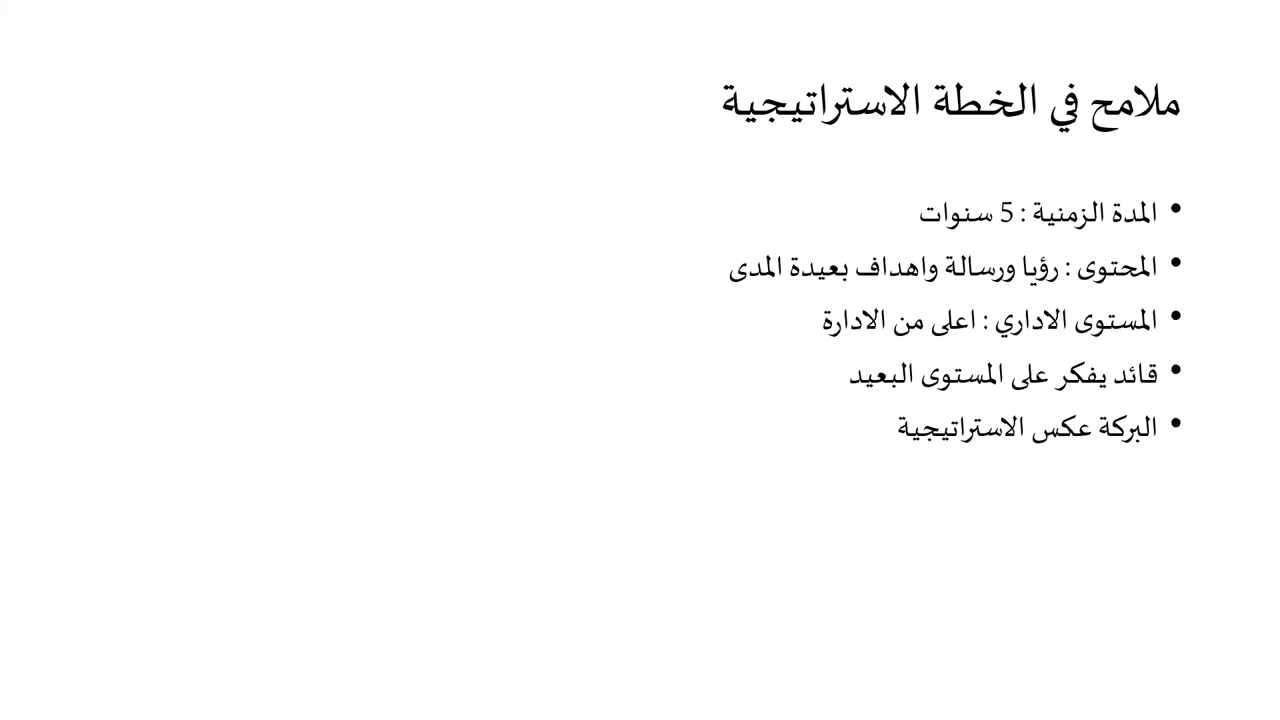 ملامح في الخطة الاستراتيجية
• المدة الزمنية : 5 سنوات
• المحتوى : رؤيا ورسالة واهداف بعيدة المدى
• المستوى الاداري : اعلى من الادارة
• قائد يفكر على المستوى البعيد
• البركة عكس الاستراتيجية